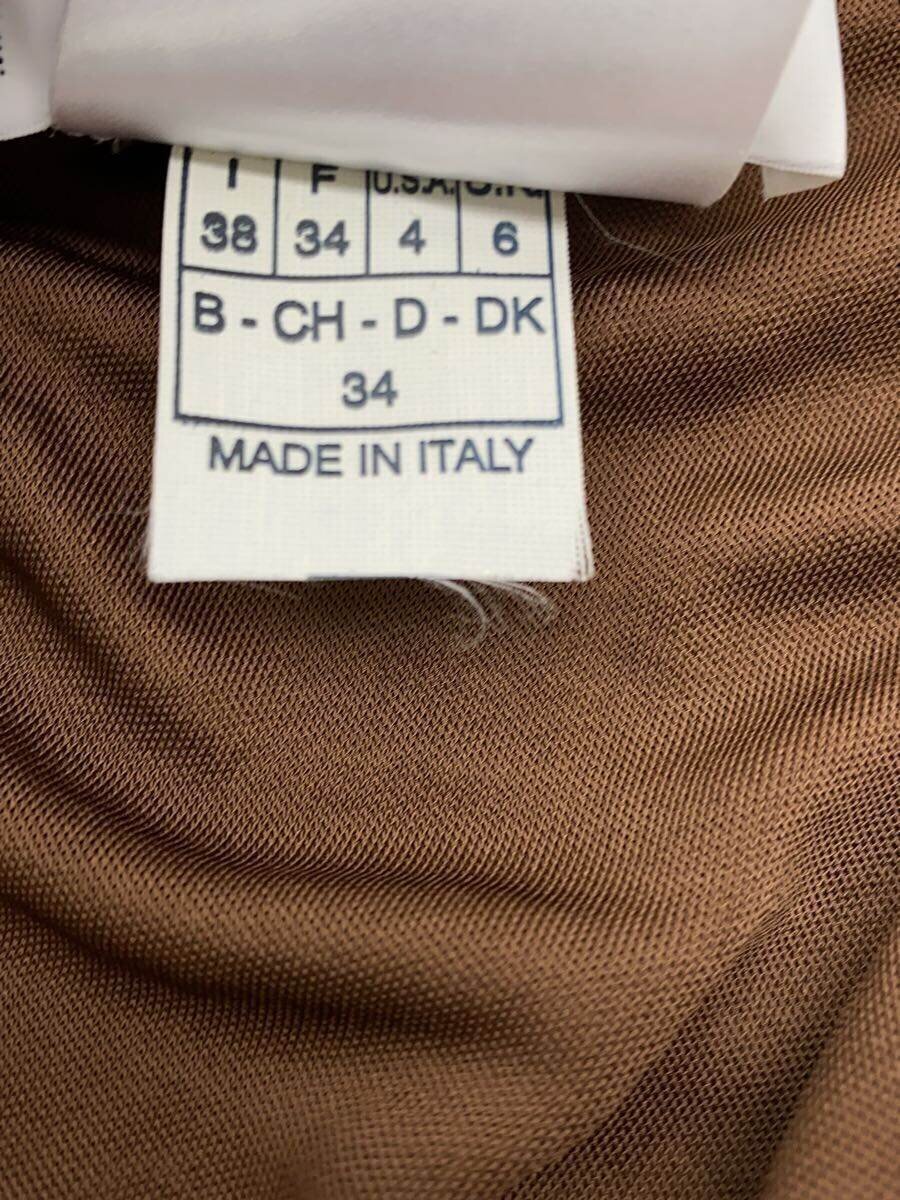 I F U.S.A.
38 34 4 6
B - CH - D - DK
34
MADE IN ITALY